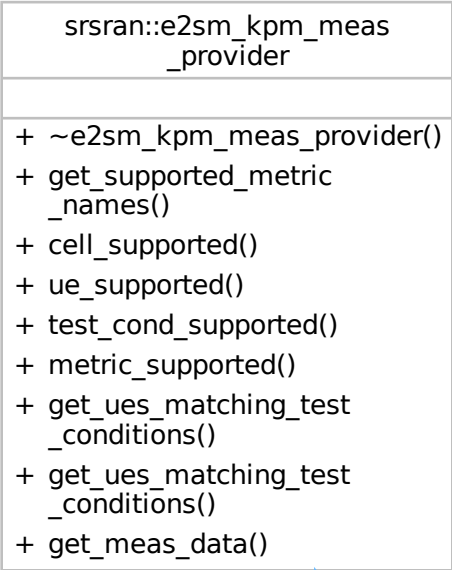 srsran::e2sm_kpm_meas
_provider
+ ~e2sm_kpm_meas_provider()
+ get_supported_metric
_names()
+ cell_supported()
+ ue_supported()
+ test_cond_supported()
+ metric_supported()
+ get_ues_matching_test
_conditions()
+ get_ues_matching_test
_conditions()
+ get_meas_data()